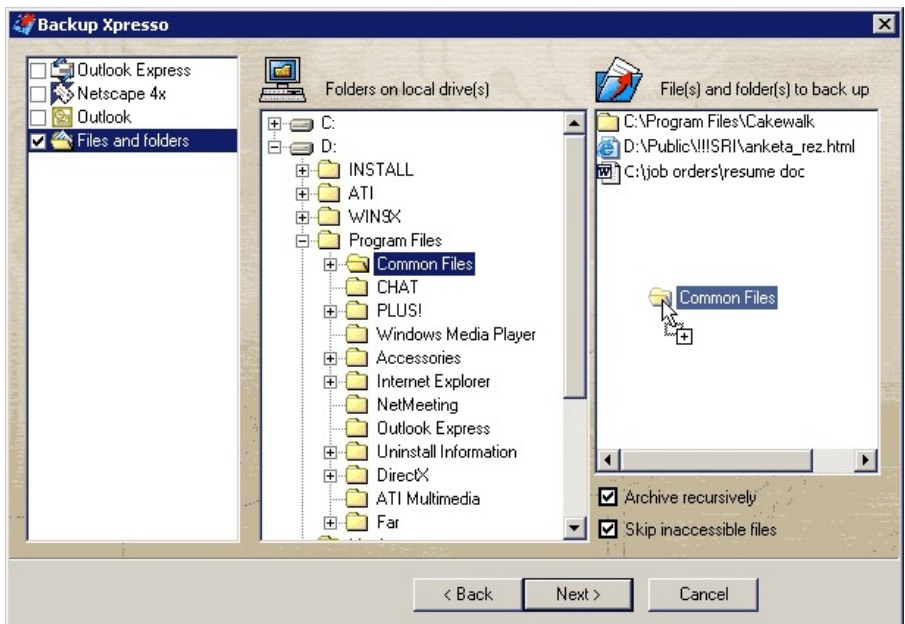 Backup Xpresso
Outlook Express
Netscape 4x
Outlook
Files and folders
Folders on local drive(s)
C:
D:
INSTALL
ATI
WIN9X
Program Files
Common Files
CHAT
PLUS!
Windows Media Player
Accessories
Internet Explorer
NetMeeting
Outlook Express
Uninstall Information
DirectX
ATI Multimedia
Far
File(s) and folder(s) to back up
C:\Program Files\Cakewalk
D:\Public\!!!SRI\anketa_rez.html
C:\job orders\resume doc
Common Files
Archive recursively
Skip inaccessible files
< Back
Next >
Cancel